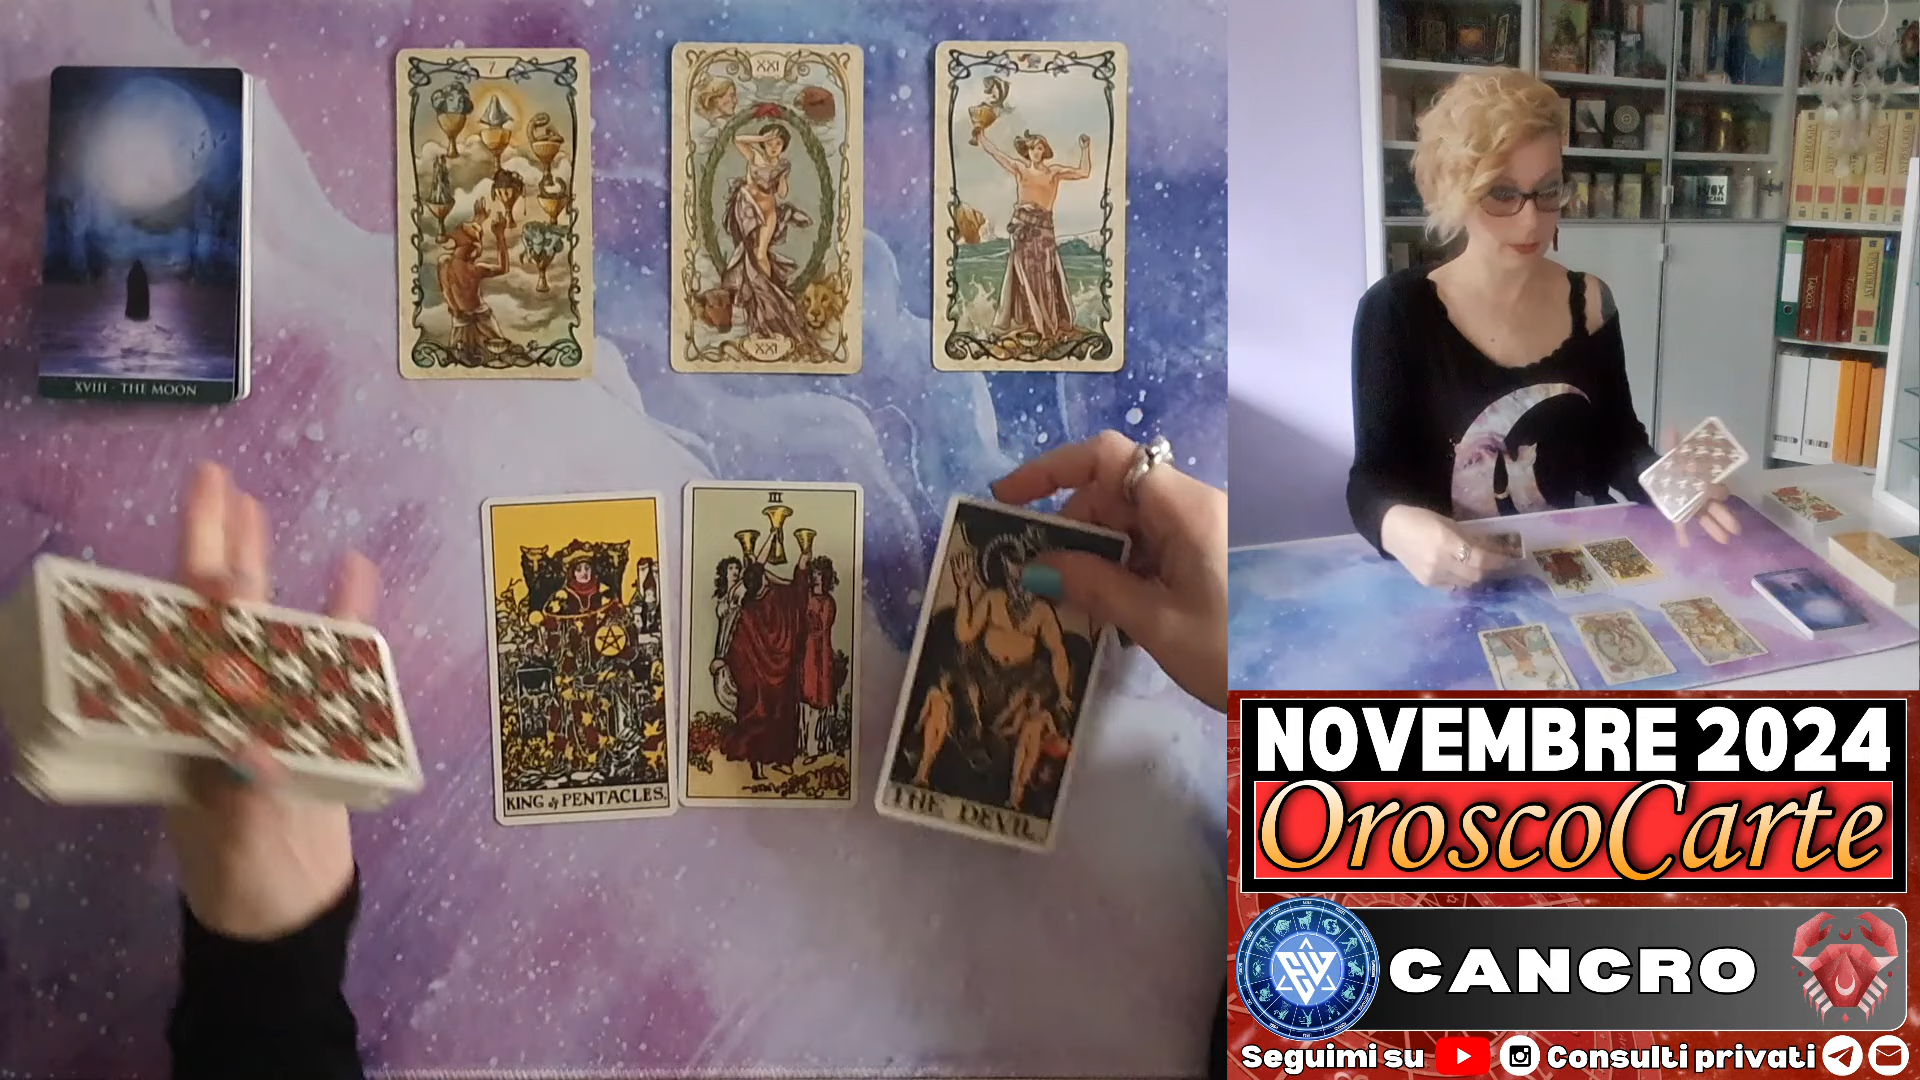 XVIII · THE MOON
7
XXI
XXI
KING of PENTACLES.
III
THE DEVIL.
NOVEMBRE 2024
OroscoCarte
CANCRO
Seguimi su
Consulti privati